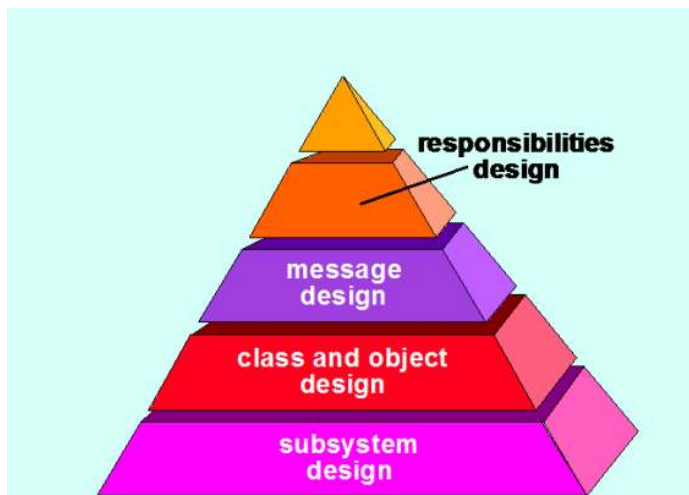 responsibilities
design
message
design
class and object
design
subsystem
design